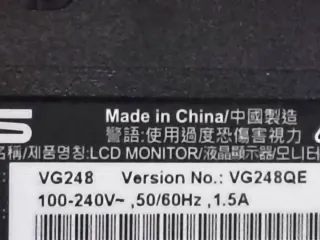 S
Made in China/中國製造
警語:使用過度恐傷害視力
名稱/제품명칭:LCD MONITOR/液晶顯示器/모니터
VG248 Version No.: VG248QE
100-240V~ ,50/60Hz ,1.5A